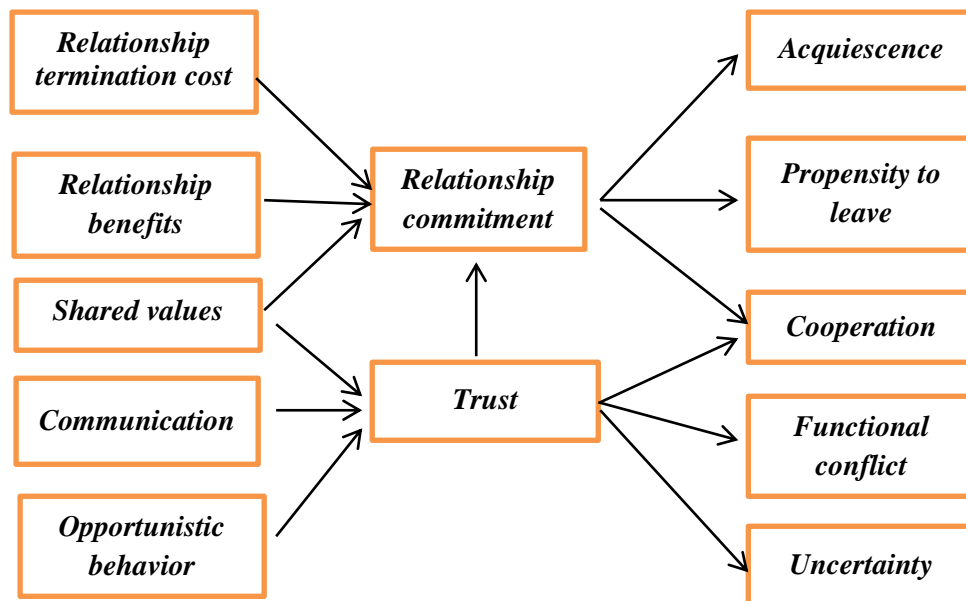 Relationship
termination cost
Relationship
benefits
Shared values
Communication
Opportunistic
behavior
Relationship
commitment
Trust
Acquiescence
Propensity to
leave
Cooperation
Functional
conflict
Uncertainty